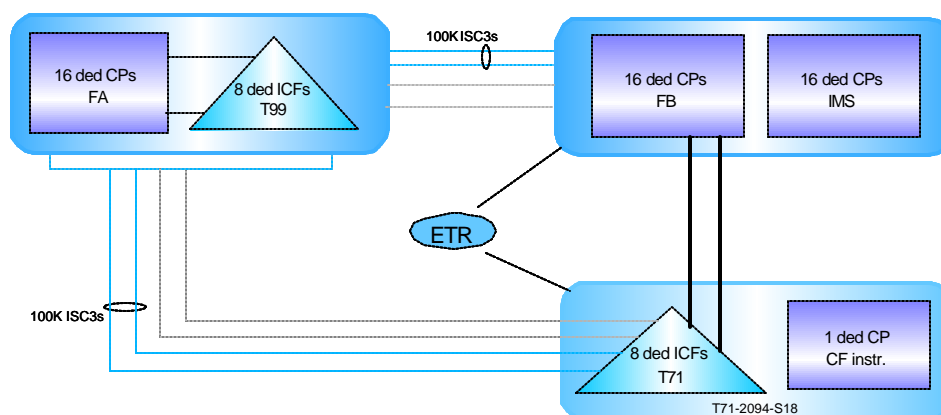 100K ISC3s
16 ded CPs
FA
8 ded ICFs
T99
16 ded CPs
FB
16 ded CPs
IMS
ETR
100K ISC3s
8 ded ICFs
T71
1 ded CP
CF instr.
T71-2094-S18